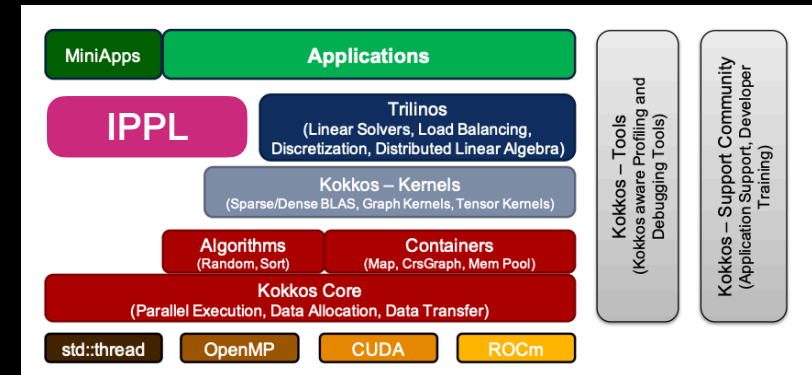 MiniApps
Applications
IPPL
Trilinos
(Linear Solvers, Load Balancing,
Discretization, Distributed Linear Algebra)
Kokkos – Kernels
(Sparse/Dense BLAS, Graph Kernels, Tensor Kernels)
Algorithms
(Random, Sort)
Containers
(Map, CrsGraph, Mem Pool)
Kokkos Core
(Parallel Execution, Data Allocation, Data Transfer)
std::thread
OpenMP
CUDA
ROCm
Kokkos – Tools
(Kokkos aware Profiling and
Debugging Tools)
Kokkos – Support Community
(Application Support, Developer
Training)